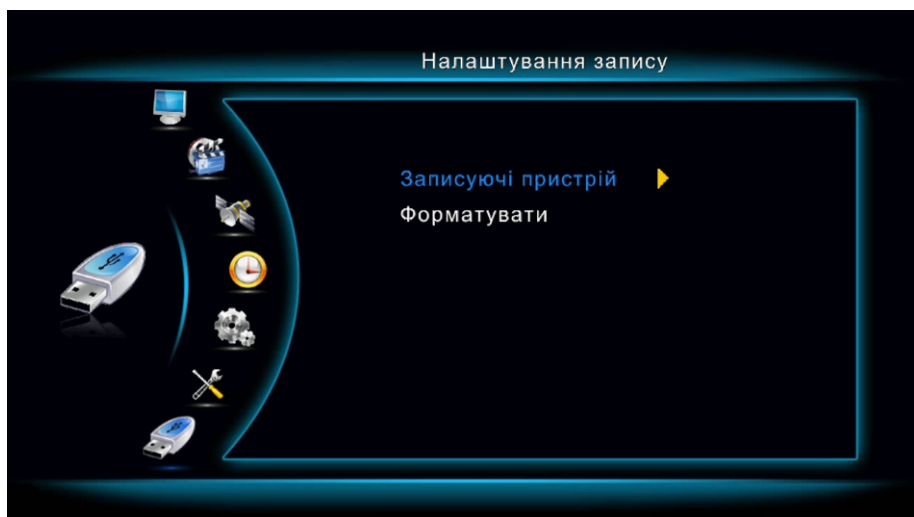 Налаштування запису
Записуючі пристрій
Форматувати